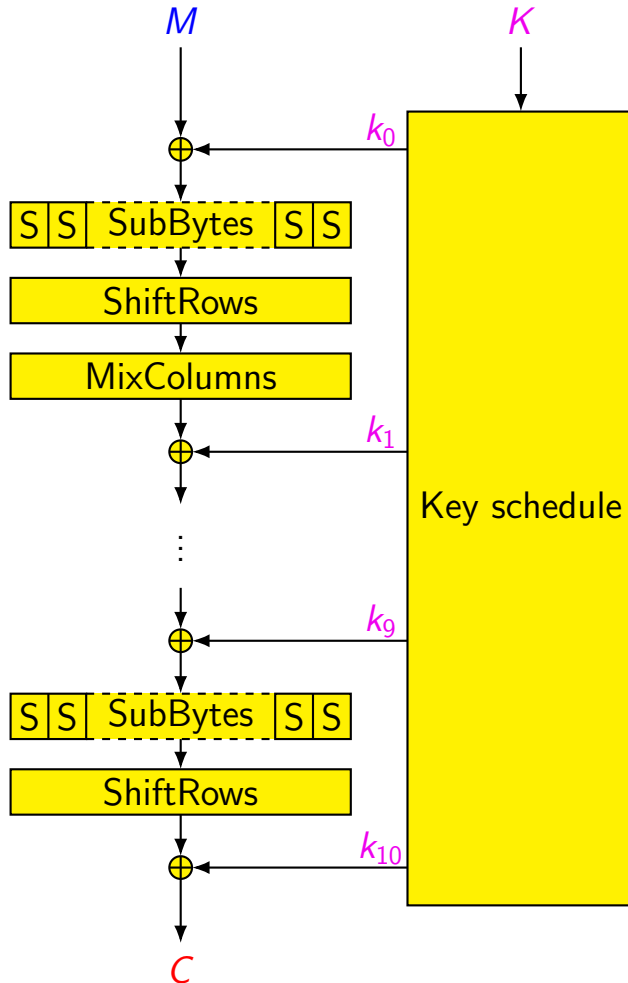 M K
k0
S S SubBytes S S
ShiftRows
MixColumns
k1
Key schedule
⋮
k9
S S SubBytes S S
ShiftRows
k10
C